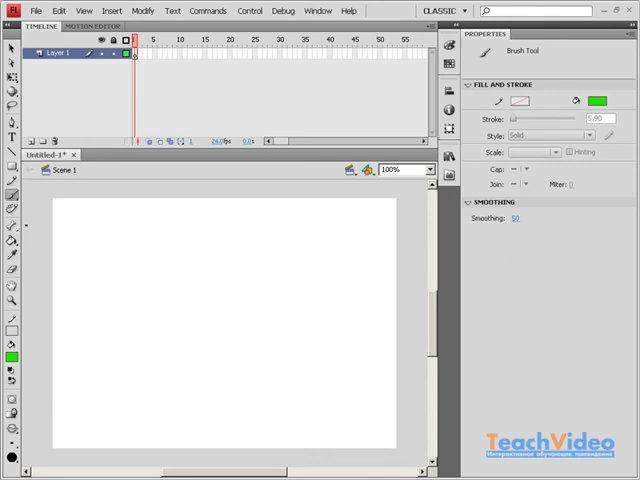 FL File Edit View Insert Modify Text Commands Control Debug Window Help CLASSIC
TIMELINE MOTION EDITOR
1 5 10 15 20 25 30 35 40 45 50 55
Layer 1
1 24.0fps 0.0s
Untitled-1*
Scene 1 100%
PROPERTIES
Brush Tool
FILL AND STROKE
Stroke: 5.90
Style: Solid
Scale: Hinting
Cap:
Join: Miter: 3
SMOOTHING
Smoothing: 50
TeachVideo
Интерактивное обучающее телевидение